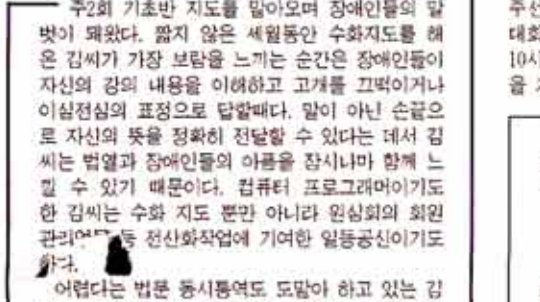 주2회 기초반 지도를 맡아오며 장애인들의 말
벗이 돼왔다. 짧지 않은 세월동안 수화지도를 해
온 김씨가 가장 보람을 느끼는 순간은 장애인들이
자신의 강의 내용을 이해하고 고개를 끄떡이거나
이심전심의 표정으로 답할때다. 말이 아닌 손끝으
로 자신의 뜻을 정확히 전달할 수 있다는 데서 김
씨는 법열과 장애인들의 아픔을 잠시나마 함께 느
낄 수 있기 때문이다. 컴퓨터 프로그래머이기도
한 김씨는 수화 지도 뿐만 아니라 원심회의 회원
등 전산화작업에 기여한 일등공신이기도
하다.
어렵다는 법문 동시통역도 도맡아 하고 있는 김
주선
대회
10시
을